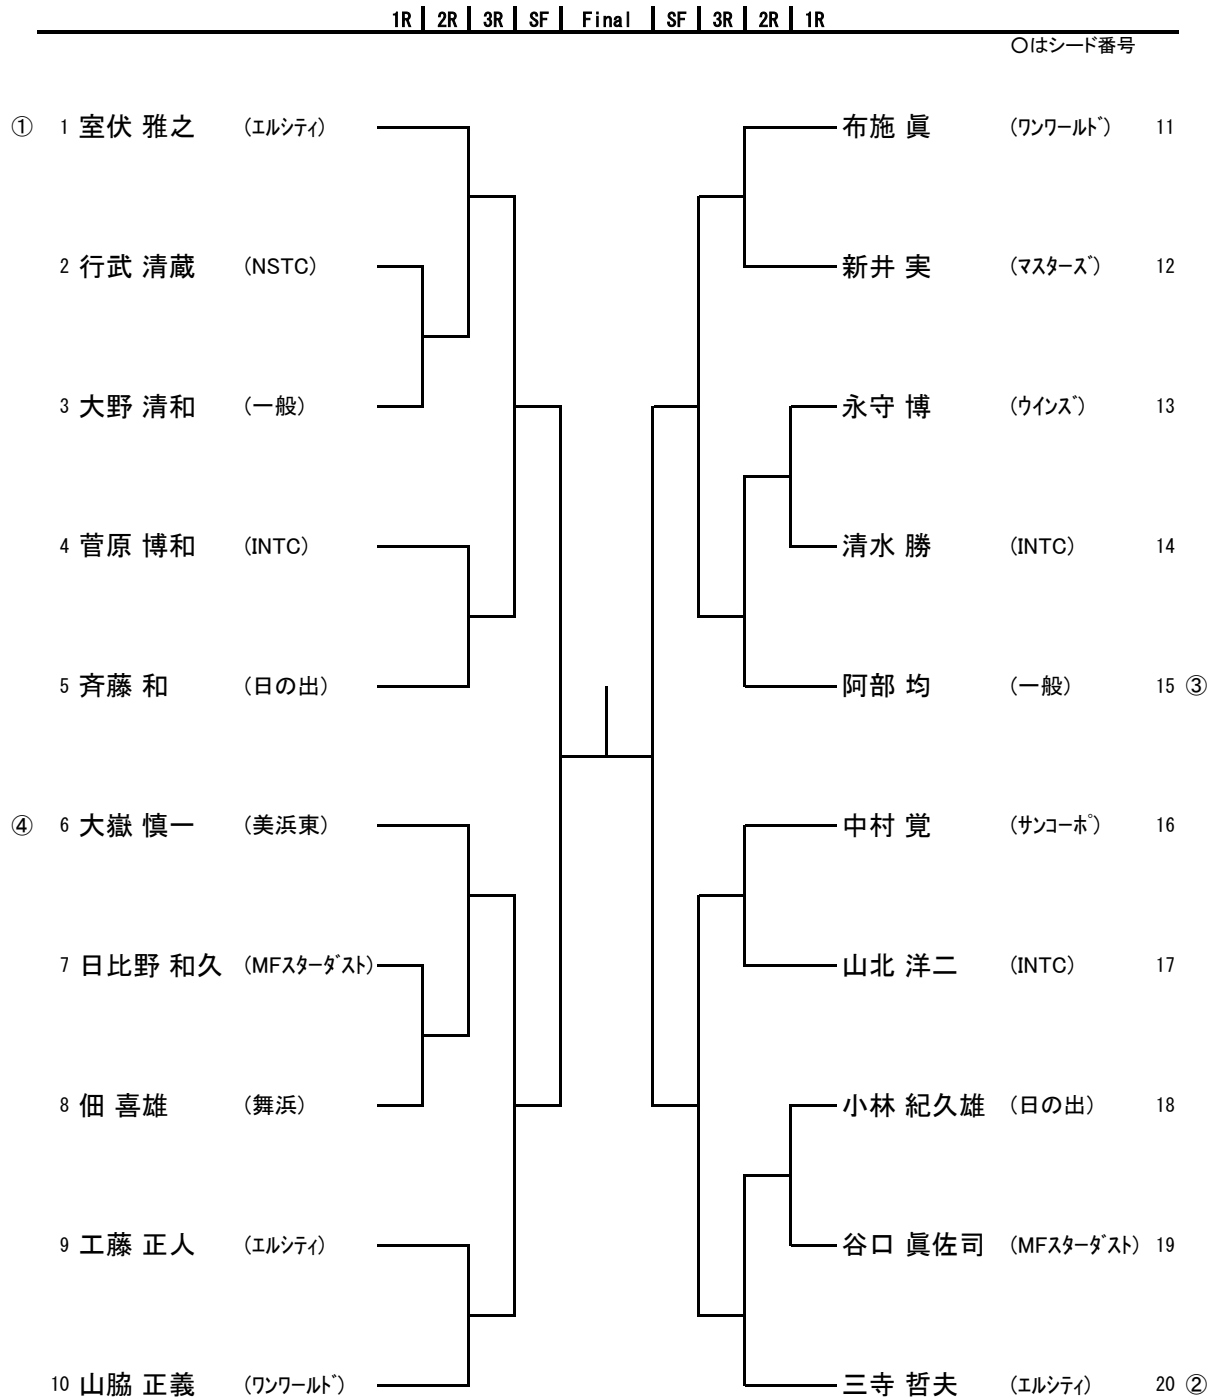 1R 2R 3R SF Final SF 3R 2R 1R
○はシード番号
① 1 室伏 雅之 (ｴﾙｼﾃｨ) 布施 眞 (ﾜﾝﾜｰﾙﾄﾞ) 11
2 行武 清蔵 (NSTC) 新井 実 (ﾏｽﾀｰｽﾞ) 12
3 大野 清和 (一般) 永守 博 (ｳｲﾝｽﾞ) 13
4 菅原 博和 (INTC) 清水 勝 (INTC) 14
5 斉藤 和 (日の出) 阿部 均 (一般) 15 ③
④ 6 大嶽 慎一 (美浜東) 中村 覚 (ｻﾝｺｰﾎﾟ) 16
7 日比野 和久 (MFｽﾀｰﾀﾞｽﾄ) 山北 洋二 (INTC) 17
8 佃 喜雄 (舞浜) 小林 紀久雄 (日の出) 18
9 工藤 正人 (ｴﾙｼﾃｨ) 谷口 眞佐司 (MFｽﾀｰﾀﾞｽﾄ) 19
10 山脇 正義 (ﾜﾝﾜｰﾙﾄﾞ) 三寺 哲夫 (ｴﾙｼﾃｨ) 20 ②